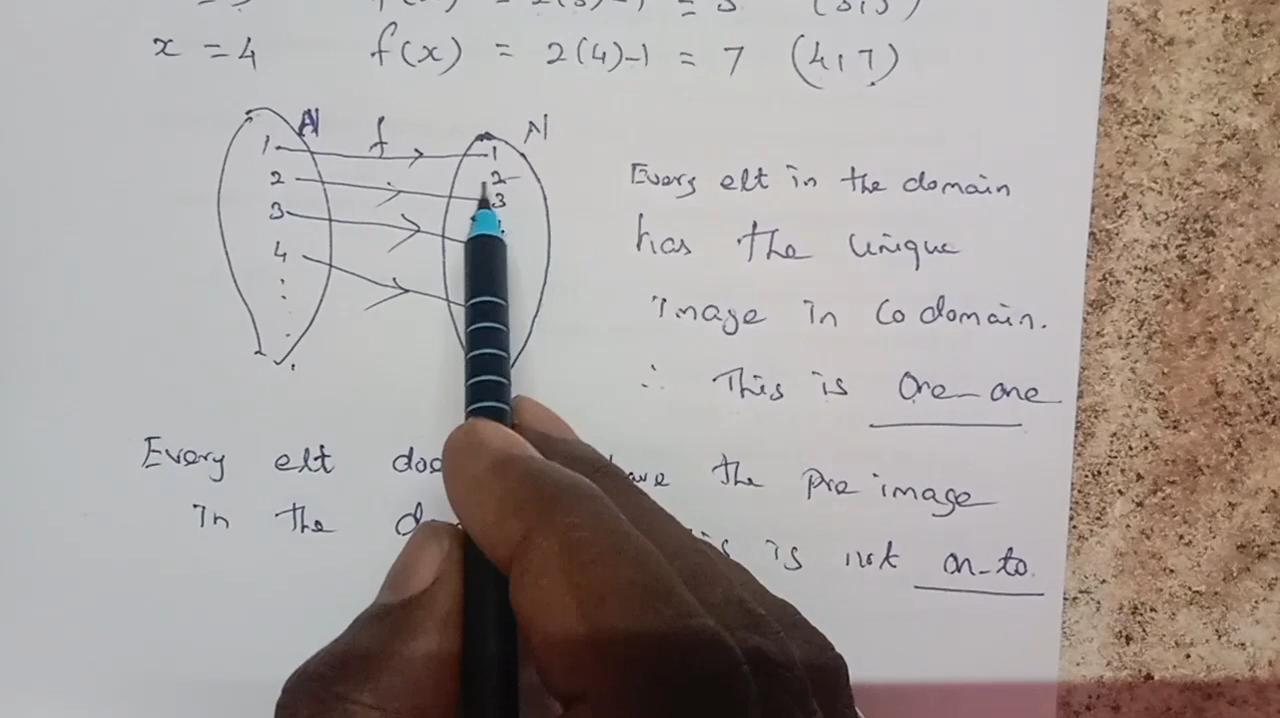 x = 4 f(x) = 2(4)-1 = 7 (4,7)
N f N
1 1
2 2
3 3
4
Every elt in the domain
has the unique
image in Co domain.
∴ This is One-one
Every elt the Pre image
in the is not on-to.